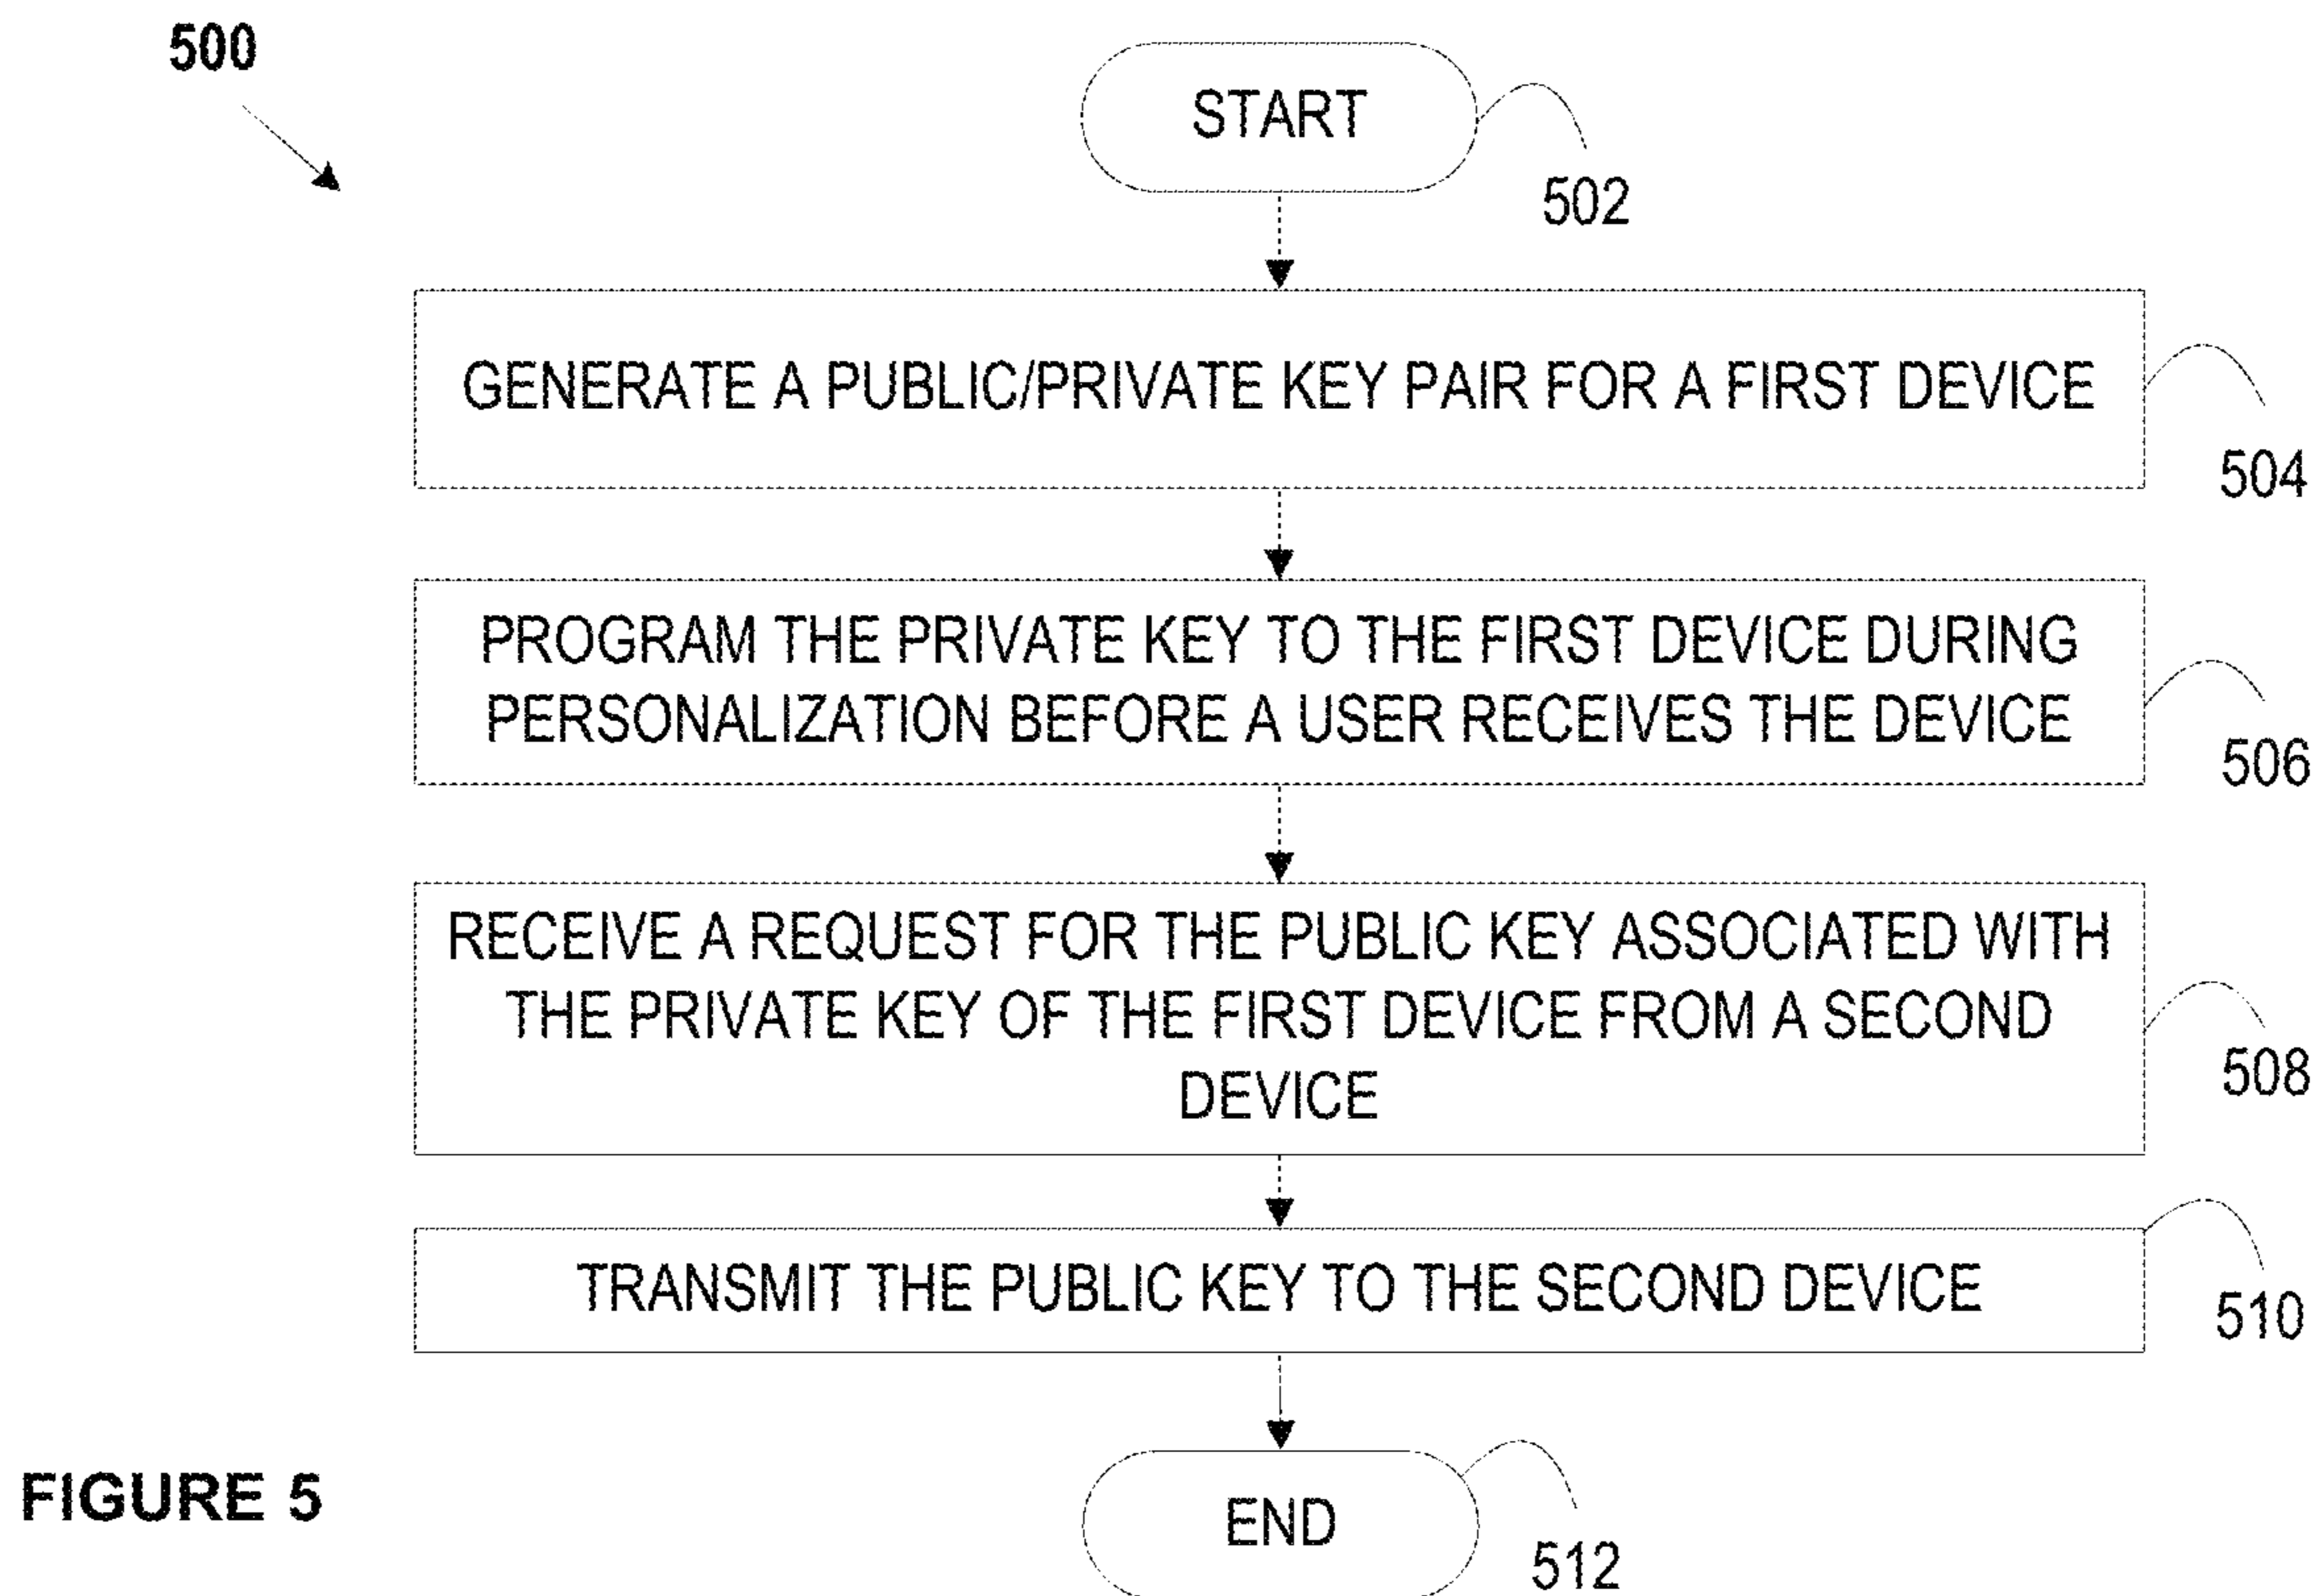 500
START
502
GENERATE A PUBLIC/PRIVATE KEY PAIR FOR A FIRST DEVICE
504
PROGRAM THE PRIVATE KEY TO THE FIRST DEVICE DURING
PERSONALIZATION BEFORE A USER RECEIVES THE DEVICE
506
RECEIVE A REQUEST FOR THE PUBLIC KEY ASSOCIATED WITH
THE PRIVATE KEY OF THE FIRST DEVICE FROM A SECOND
DEVICE
508
TRANSMIT THE PUBLIC KEY TO THE SECOND DEVICE
510
END
512
FIGURE 5